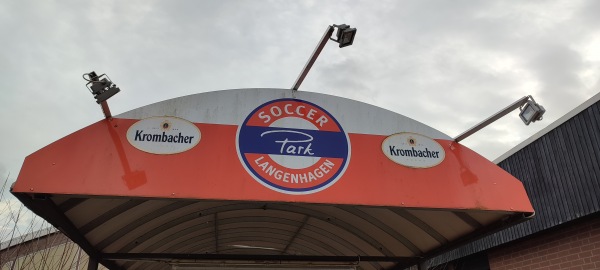 Krombacher
SOCCER
Park
LANGENHAGEN
Krombacher